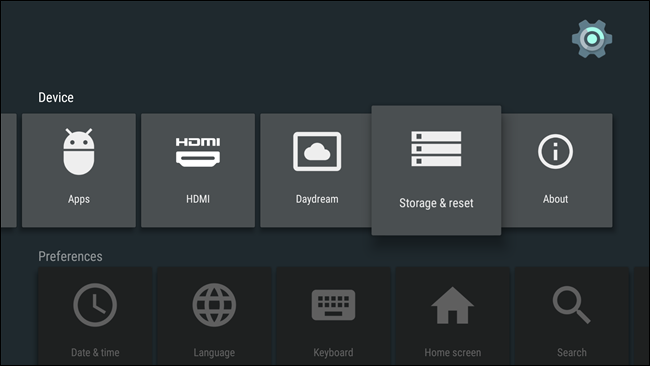 Device
Apps
HDMI
HDMI
Daydream
Storage & reset
About
Preferences
Date & time
Language
Keyboard
Home screen
Search